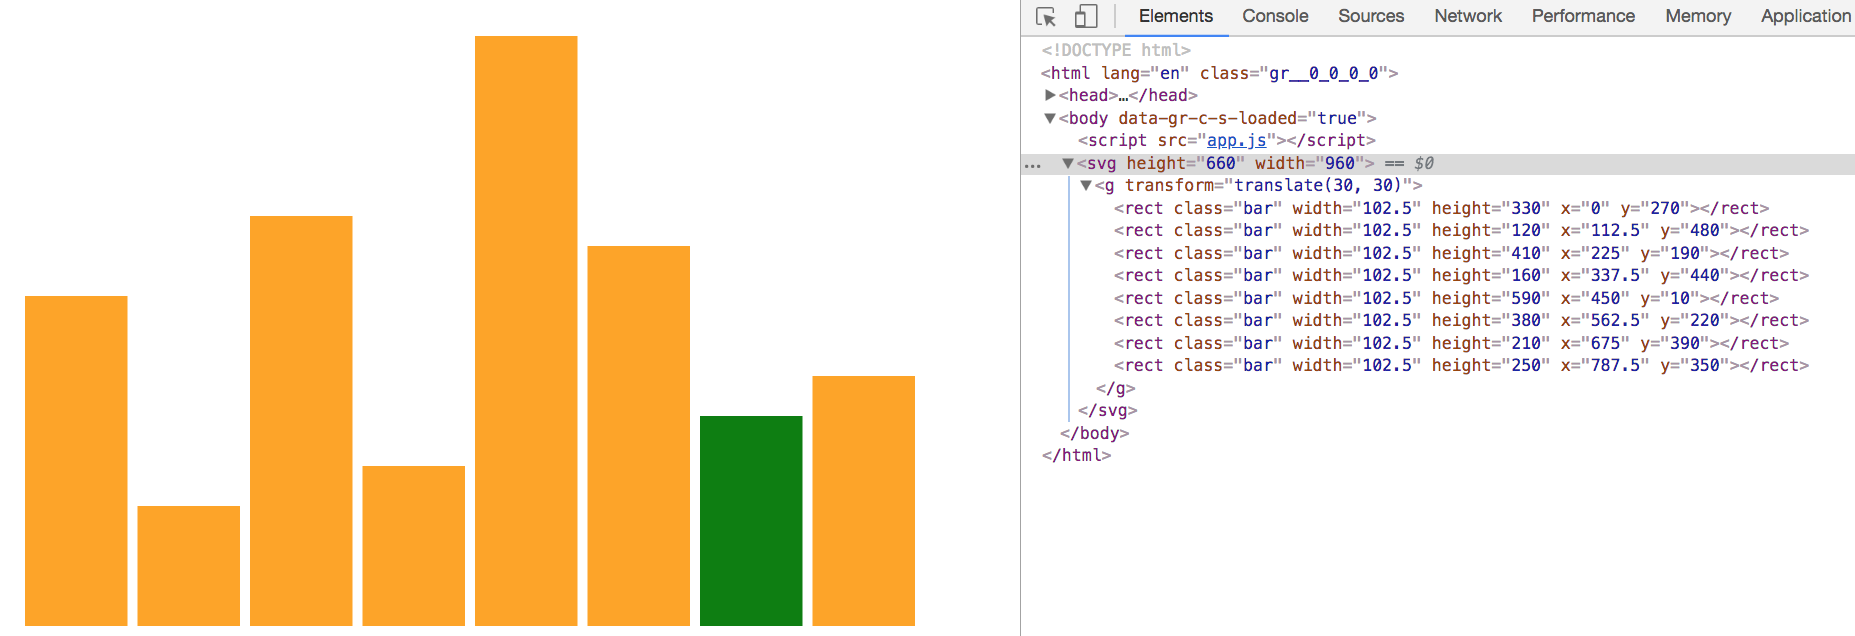 Elements Console Sources Network Performance Memory Application
<!DOCTYPE html>
<html lang="en" class="gr__0_0_0_0">
▶<head>…</head>
▼<body data-gr-c-s-loaded="true">
<script src="app.js"></script>
... ▼<svg height="660" width="960"> == $0
▼<g transform="translate(30, 30)">
<rect class="bar" width="102.5" height="330" x="0" y="270"></rect>
<rect class="bar" width="102.5" height="120" x="112.5" y="480"></rect>
<rect class="bar" width="102.5" height="410" x="225" y="190"></rect>
<rect class="bar" width="102.5" height="160" x="337.5" y="440"></rect>
<rect class="bar" width="102.5" height="590" x="450" y="10"></rect>
<rect class="bar" width="102.5" height="380" x="562.5" y="220"></rect>
<rect class="bar" width="102.5" height="210" x="675" y="390"></rect>
<rect class="bar" width="102.5" height="250" x="787.5" y="350"></rect>
</g>
</svg>
</body>
</html>